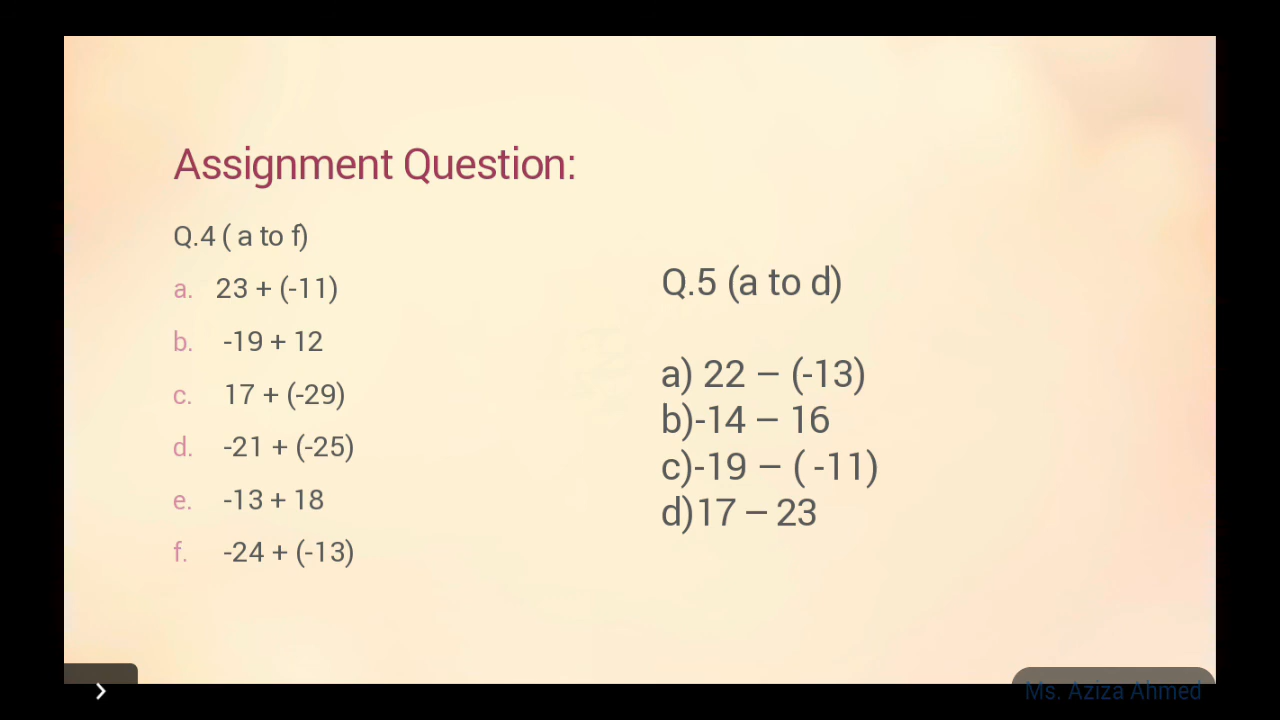 Assignment Question:
Q.4 ( a to f)
a. 23 + (-11)
b. -19 + 12
c. 17 + (-29)
d. -21 + (-25)
e. -13 + 18
f. -24 + (-13)
Q.5 (a to d)
a) 22 – (-13)
b)-14 – 16
c)-19 – ( -11)
d)17 – 23
Ms. Aziza Ahmed